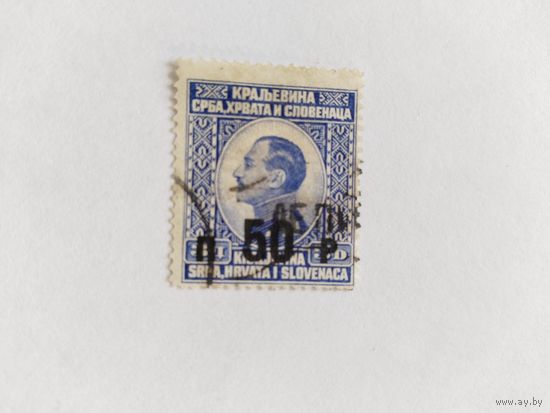 КРАЉЕВИНА
СРБА, ХРВАТА И СЛОВЕНАЦА
П 50 Р
SRBA, HRVATA I SLOVENACA
www.ay.by